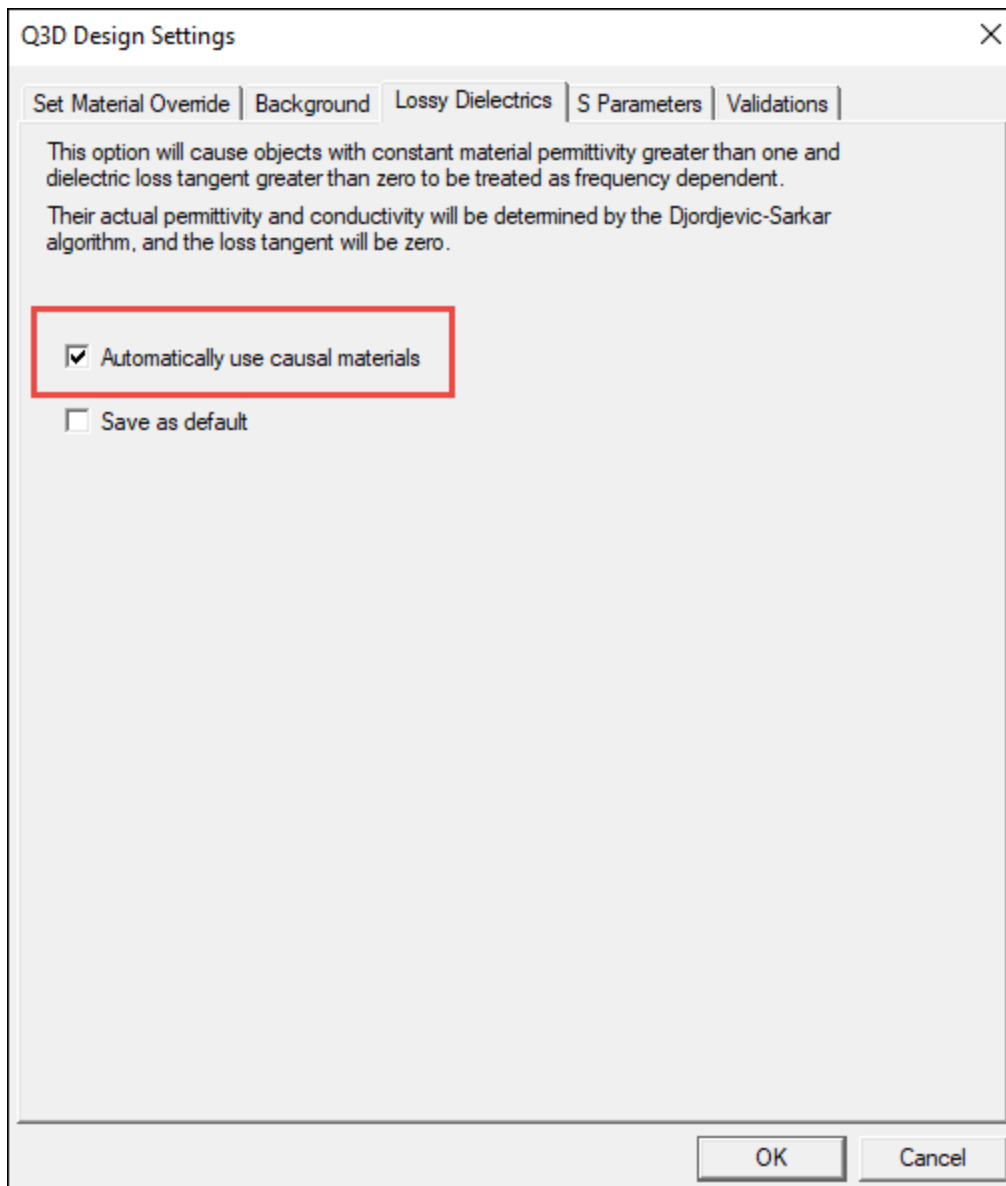 Q3D Design Settings
Set Material Override Background Lossy Dielectrics S Parameters Validations
This option will cause objects with constant material permittivity greater than one and
dielectric loss tangent greater than zero to be treated as frequency dependent.
Their actual permittivity and conductivity will be determined by the Djordjevic-Sarkar
algorithm, and the loss tangent will be zero.
Automatically use causal materials
Save as default
OK Cancel